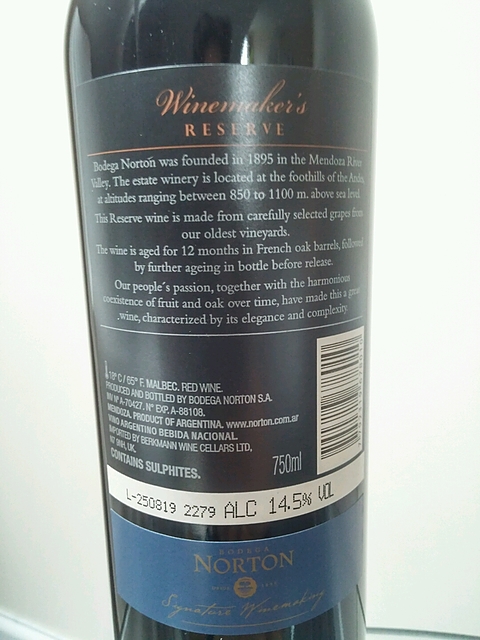 Winemaker's
RESERVE
Bodega Norton was founded in 1895 in the Mendoza River
Valley. The estate winery is located at the foothills of the Andes,
at altitudes ranging between 850 to 1100 m. above sea level.
This Reserve wine is made from carefully selected grapes from
our oldest vineyards.
The wine is aged for 12 months in French oak barrels, followed
by further ageing in bottle before release.
Our people´s passion, together with the harmonious
coexistence of fruit and oak over time, have made this a great
wine, characterized by its elegance and complexity.
18° C / 65° F. MALBEC. RED WINE.
PRODUCED AND BOTTLED BY BODEGA NORTON S.A.
INV N° A-70427. N° EXP. A-88108.
MENDOZA. PRODUCT OF ARGENTINA. www.norton.com.ar
VINO ARGENTINO BEBIDA NACIONAL.
IMPORTED BY BERKMANN WINE CELLARS LTD,
N7 9NH, UK.
CONTAINS SULPHITES.
750ml
L-250819 2279 ALC 14.5% VOL
BODEGA
NORTON
Signature Winemaking